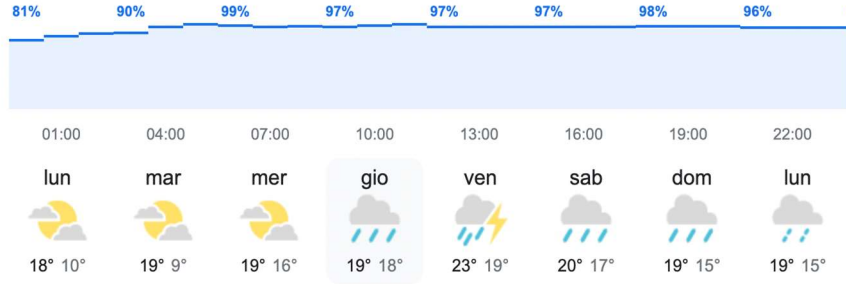 81% 90% 99% 97% 97% 97% 98% 96%
01:00 04:00 07:00 10:00 13:00 16:00 19:00 22:00
lun mar mer gio ven sab dom lun
18° 10° 19° 9° 19° 16° 19° 18° 23° 19° 20° 17° 19° 15° 19° 15°